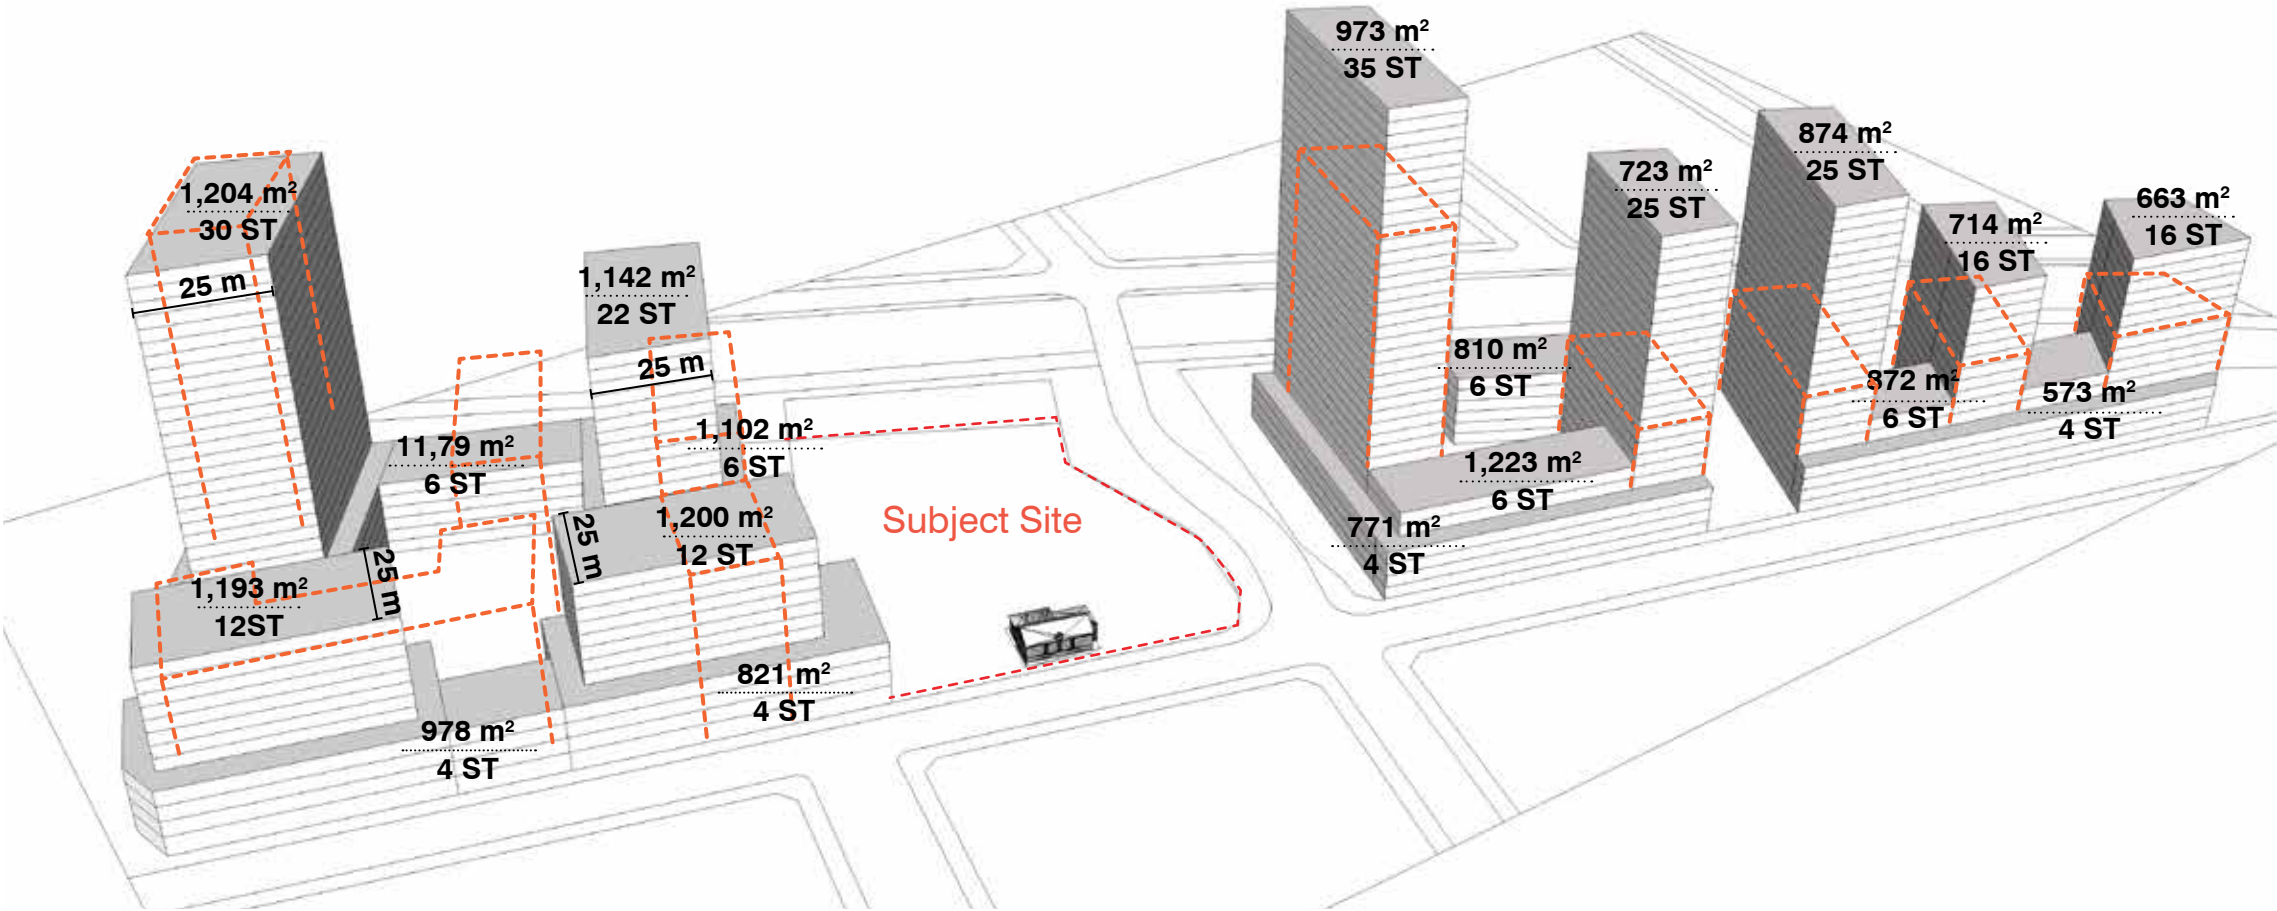 973 m²
35 ST
874 m²
25 ST
723 m²
25 ST
1,204 m²
30 ST
663 m²
16 ST
714 m²
16 ST
25 m
1,142 m²
22 ST
25 m
810 m²
6 ST
872 m²
6 ST
573 m²
4 ST
1,102 m²
6 ST
11,79 m²
6 ST
1,223 m²
6 ST
Subject Site
1,200 m²
12 ST
25 m
771 m²
4 ST
25 m
1,193 m²
12ST
821 m²
4 ST
978 m²
4 ST